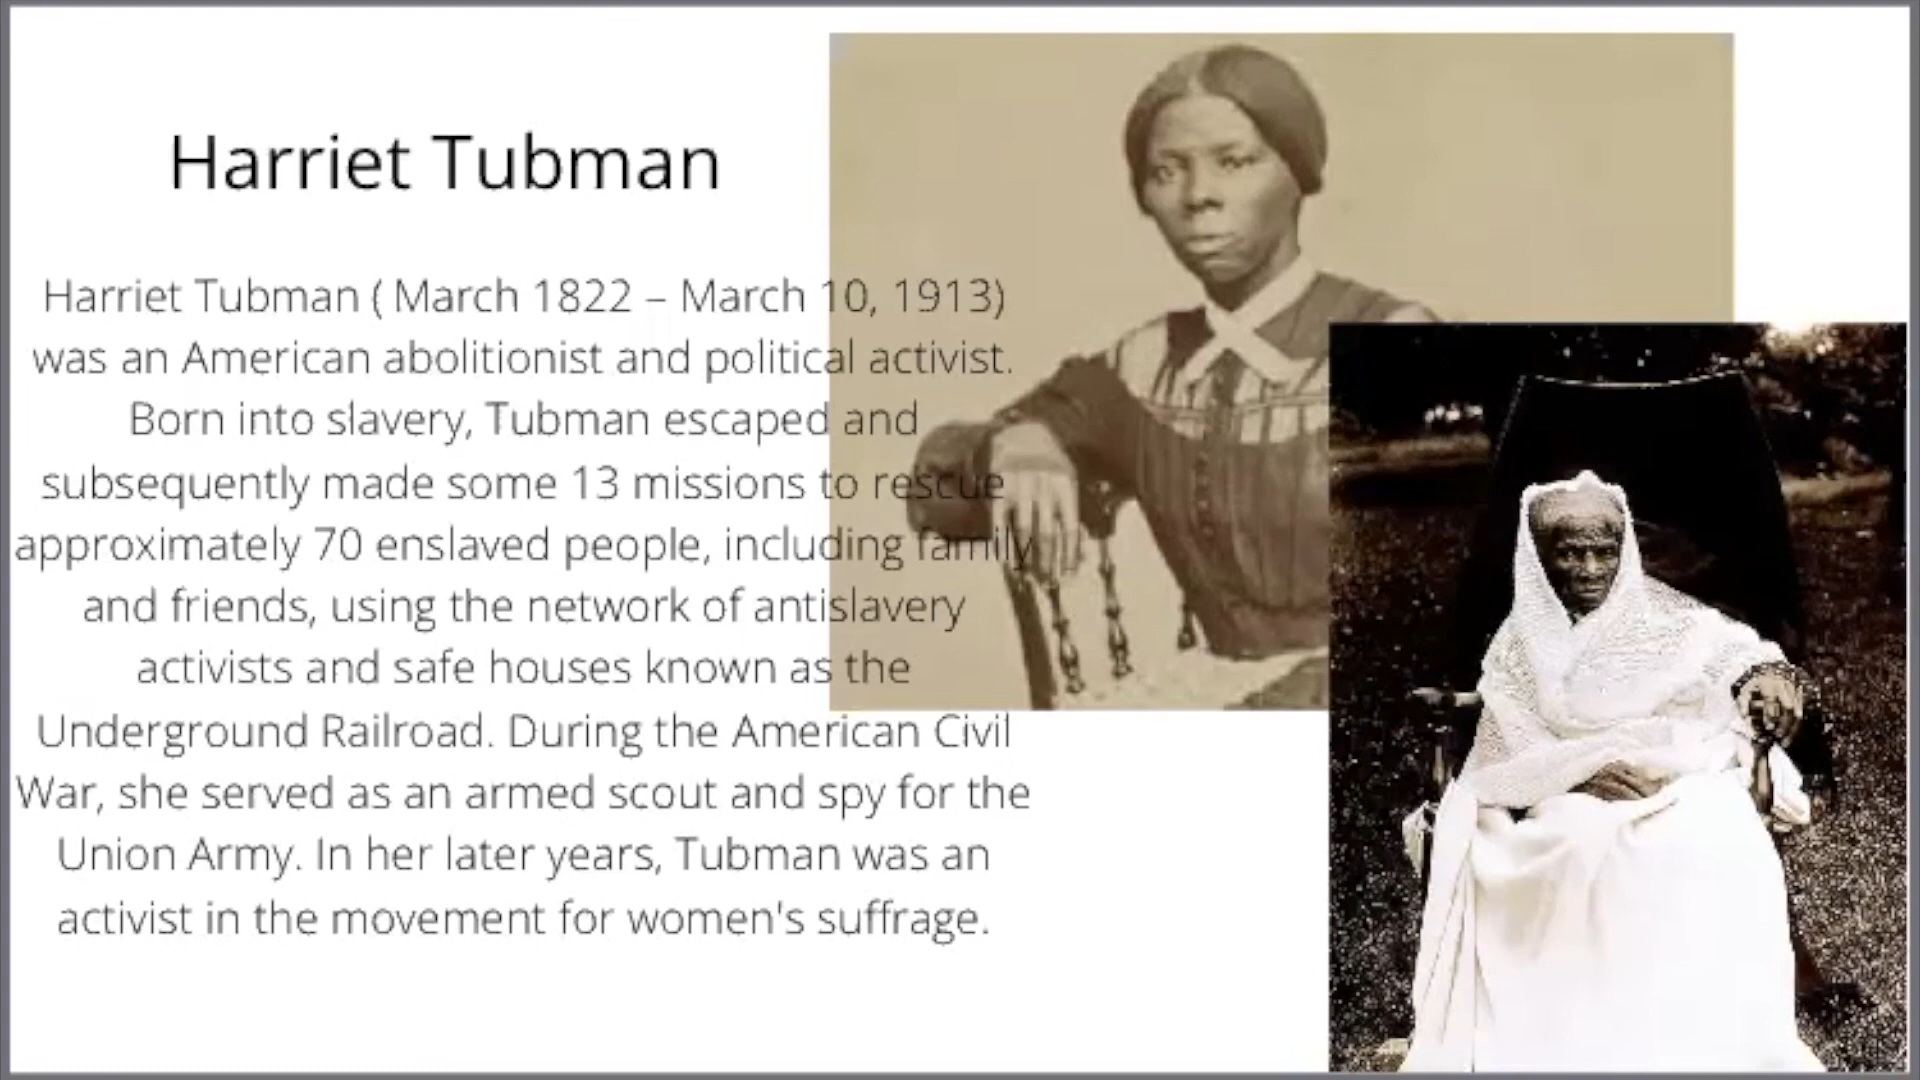 Harriet Tubman
Harriet Tubman ( March 1822 – March 10, 1913)
was an American abolitionist and political activist.
Born into slavery, Tubman escaped and
subsequently made some 13 missions to rescue
approximately 70 enslaved people, including family
and friends, using the network of antislavery
activists and safe houses known as the
Underground Railroad. During the American Civil
War, she served as an armed scout and spy for the
Union Army. In her later years, Tubman was an
activist in the movement for women's suffrage.